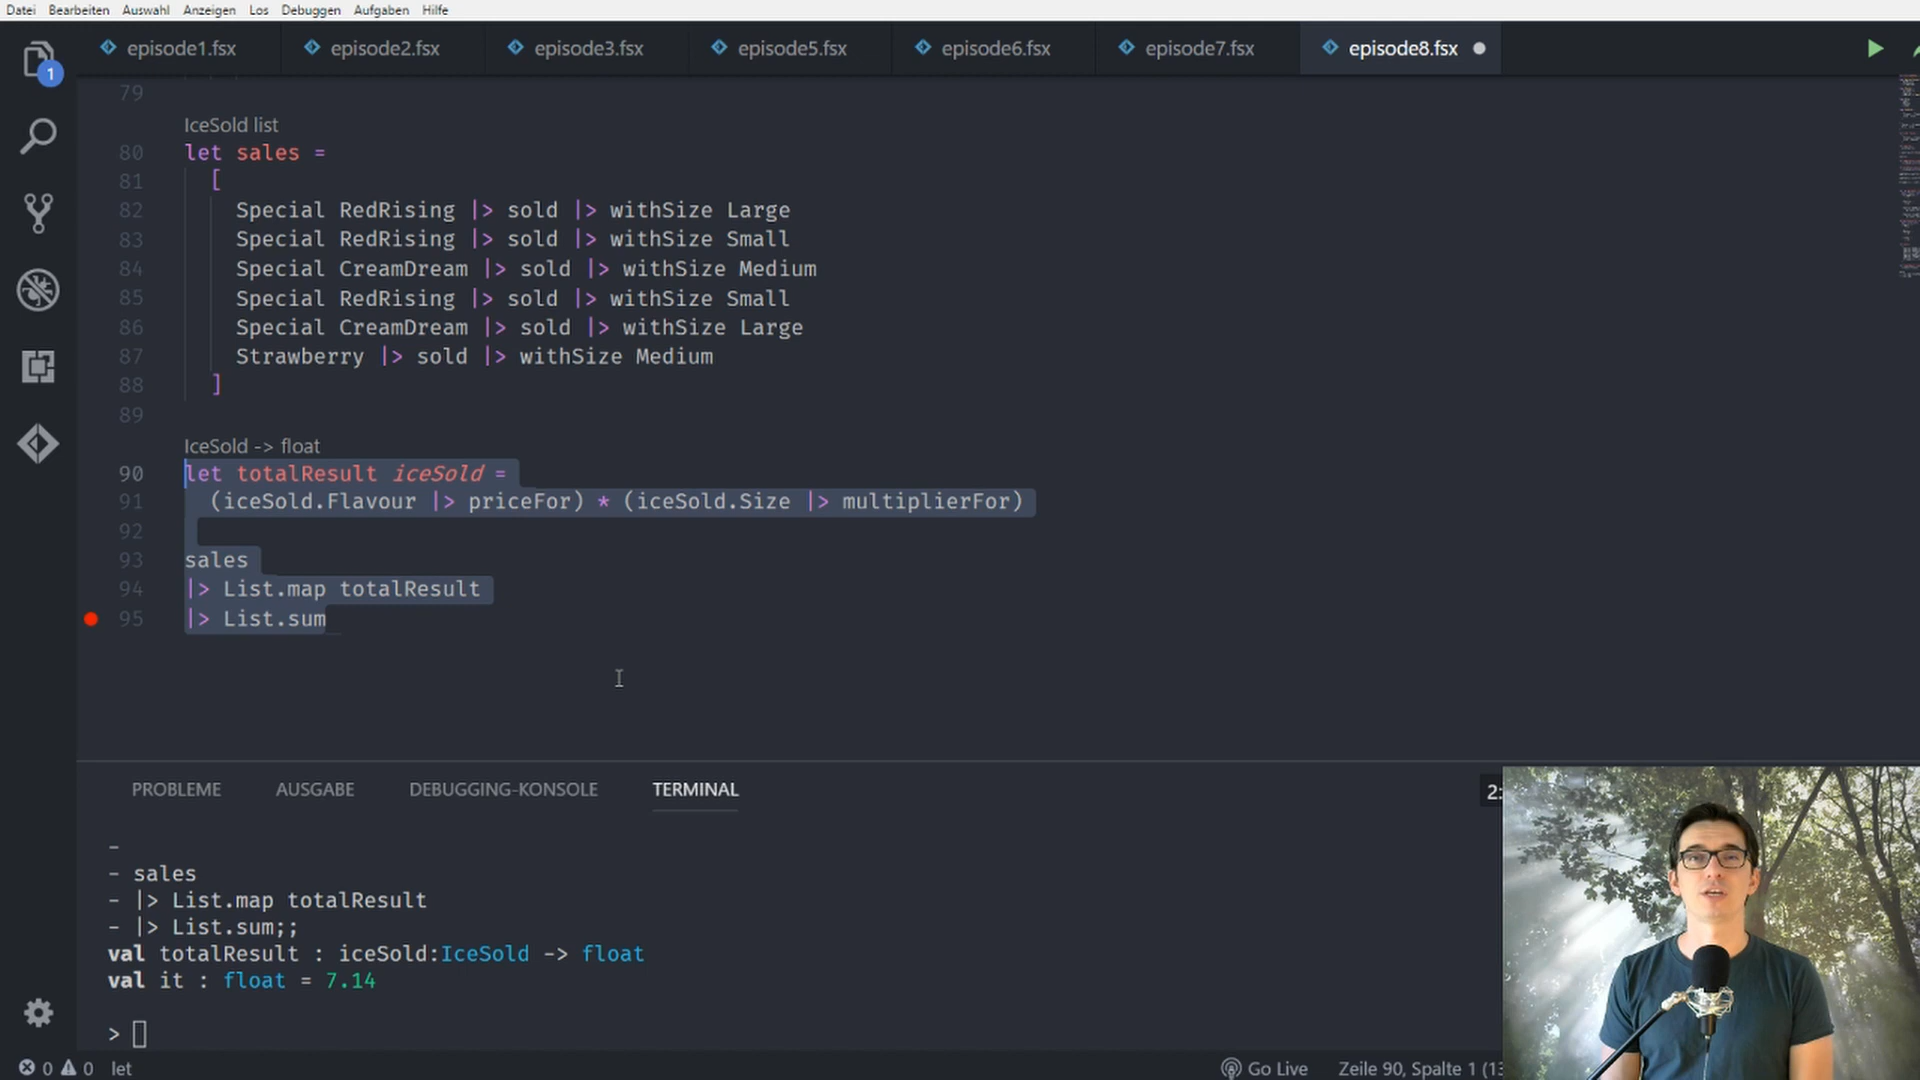 Datei Bearbeiten Auswahl Anzeigen Los Debuggen Aufgaben Hilfe
episode1.fsx episode2.fsx episode3.fsx episode5.fsx episode6.fsx episode7.fsx episode8.fsx
1
79
IceSold list
80 let sales =
81 [
82 Special RedRising |> sold |> withSize Large
83 Special RedRising |> sold |> withSize Small
84 Special CreamDream |> sold |> withSize Medium
85 Special RedRising |> sold |> withSize Small
86 Special CreamDream |> sold |> withSize Large
87 Strawberry |> sold |> withSize Medium
88 ]
89
IceSold -> float
90 let totalResult iceSold =
91 (iceSold.Flavour |> priceFor) * (iceSold.Size |> multiplierFor)
92
93 sales
94 |> List.map totalResult
95 |> List.sum
PROBLEME AUSGABE DEBUGGING-KONSOLE TERMINAL 2:
-
- sales
- |> List.map totalResult
- |> List.sum;;
val totalResult : iceSold:IceSold -> float
val it : float = 7.14
>
0 0 let Go Live Zeile 90, Spalte 1 (13